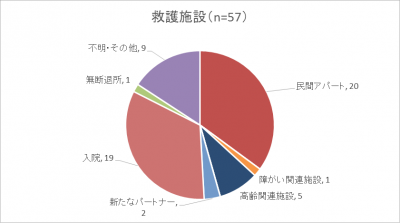 救護施設（n=57）
不明・その他, 9
民間アパート, 20
無断退所, 1
入院, 19
障がい関連施設, 1
高齢関連施設, 5
新たなパートナー,
2